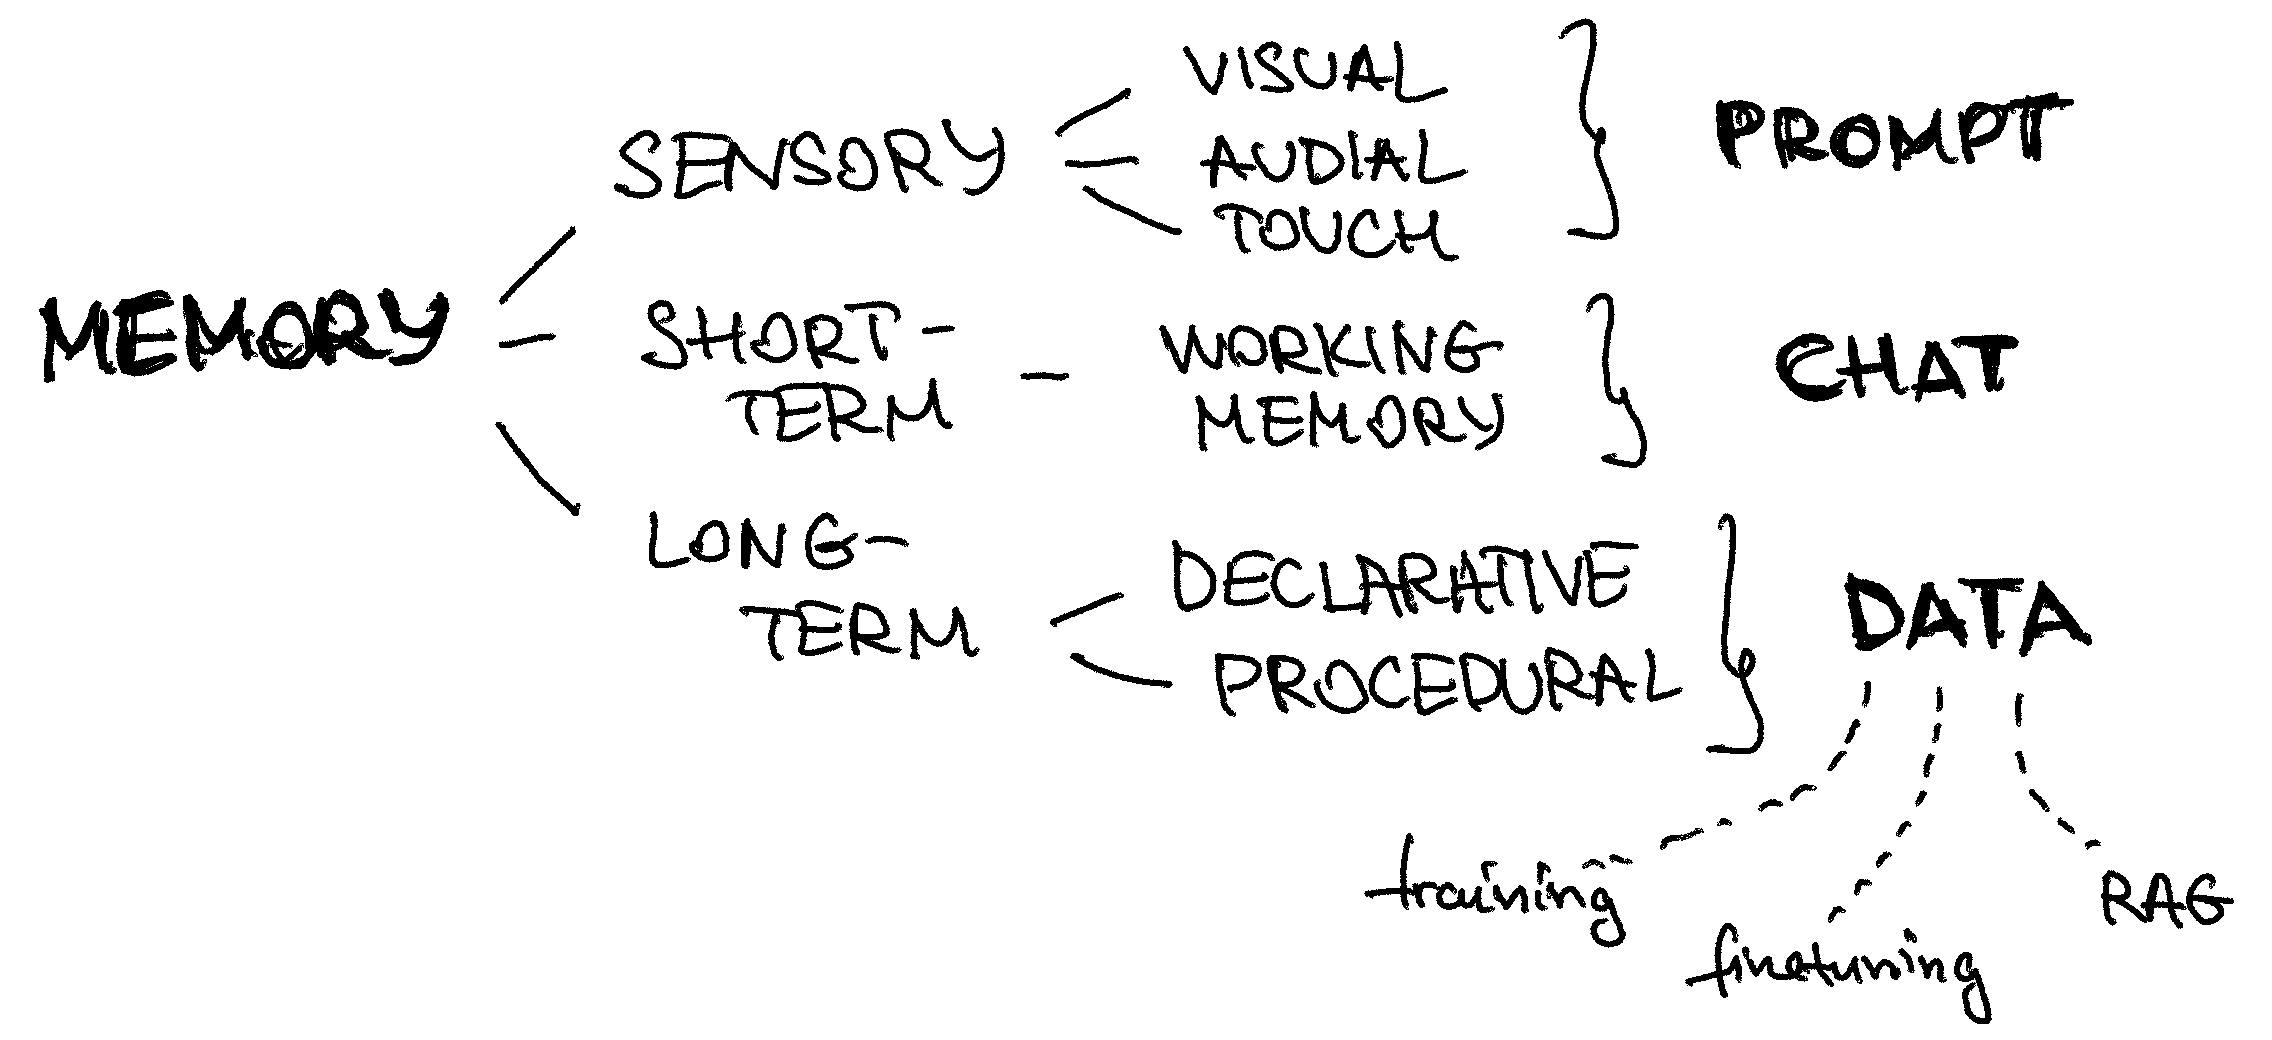 MEMORY
SENSORY
VISUAL
AUDIAL
TOUCH
PROMPT
SHORT-
TERM
WORKING
MEMORY
CHAT
LONG-
TERM
DECLARATIVE
PROCEDURAL
DATA
training
finetuning
RAG